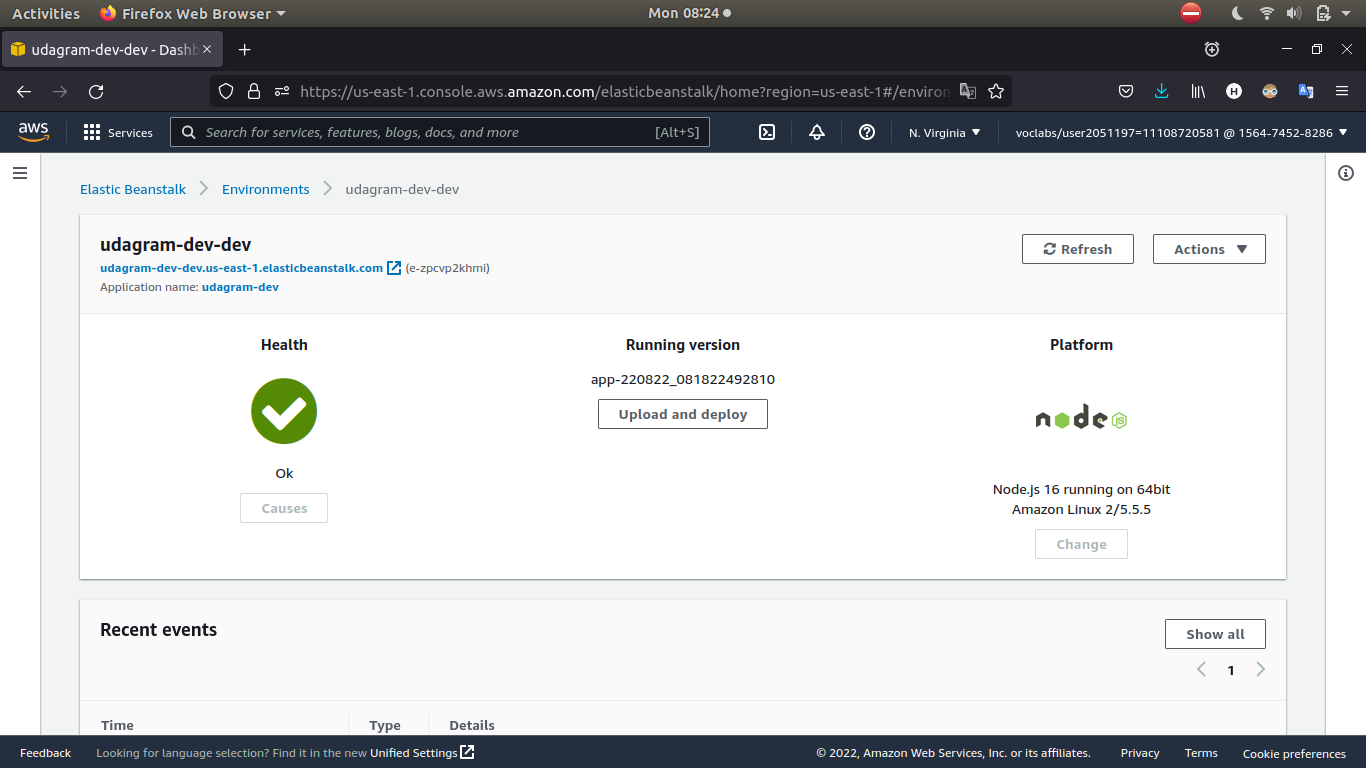 Activities Firefox Web Browser Mon 08:24
udagram-dev-dev - Dashb
https://us-east-1.console.aws.amazon.com/elasticbeanstalk/home?region=us-east-1#/environ
aws Services Search for services, features, blogs, docs, and more [Alt+S] N. Virginia voclabs/user2051197=11108720581 @ 1564-7452-8286
Elastic Beanstalk Environments udagram-dev-dev
udagram-dev-dev
Refresh Actions
udagram-dev-dev.us-east-1.elasticbeanstalk.com (e-zpcvp2khmi)
Application name: udagram-dev
Health
Ok
Causes
Running version
app-220822_081822492810
Upload and deploy
Platform
node JS
Node.js 16 running on 64bit
Amazon Linux 2/5.5.5
Change
Recent events
Show all
1
Time Type Details
Feedback Looking for language selection? Find it in the new Unified Settings © 2022, Amazon Web Services, Inc. or its affiliates. Privacy Terms Cookie preferences